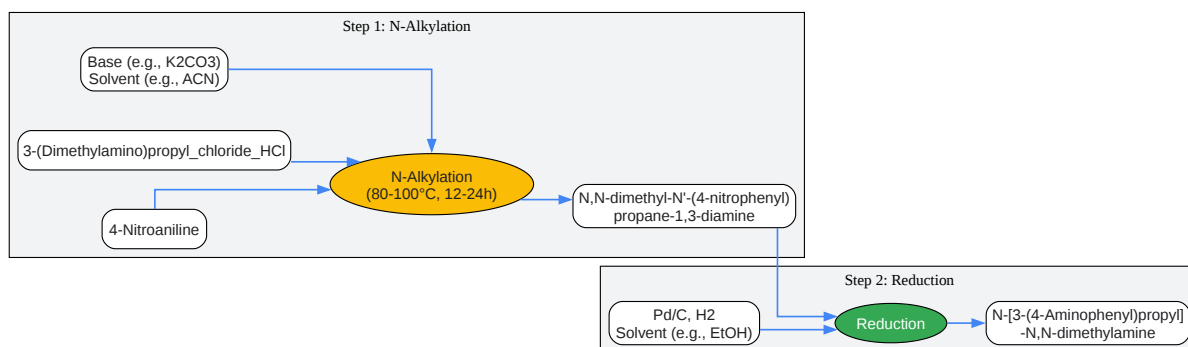 Step 1: N-Alkylation
Base (e.g., K2CO3)
Solvent (e.g., ACN)
3-(Dimethylamino)propyl_chloride_HCl
N-Alkylation
(80-100°C, 12-24h)
4-Nitroaniline
N,N-dimethyl-N'-(4-nitrophenyl)
propane-1,3-diamine
Step 2: Reduction
Pd/C, H2
Solvent (e.g., EtOH)
Reduction
N-[3-(4-Aminophenyl)propyl]
-N,N-dimethylamine